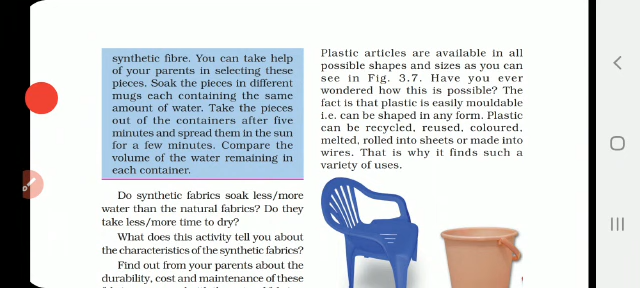 synthetic fibre. You can take help
of your parents in selecting these
pieces. Soak the pieces in different
mugs each containing the same
amount of water. Take the pieces
out of the containers after five
minutes and spread them in the sun
for a few minutes. Compare the
volume of the water remaining in
each container.
Do synthetic fabrics soak less/more
water than the natural fabrics? Do they
take less/more time to dry?
What does this activity tell you about
the characteristics of the synthetic fabrics?
Find out from your parents about the
durability, cost and maintenance of these
Plastic articles are available in all
possible shapes and sizes as you can
see in Fig. 3.7. Have you ever
wondered how this is possible? The
fact is that plastic is easily mouldable
i.e. can be shaped in any form. Plastic
can be recycled, reused, coloured,
melted, rolled into sheets or made into
wires. That is why it finds such a
variety of uses.